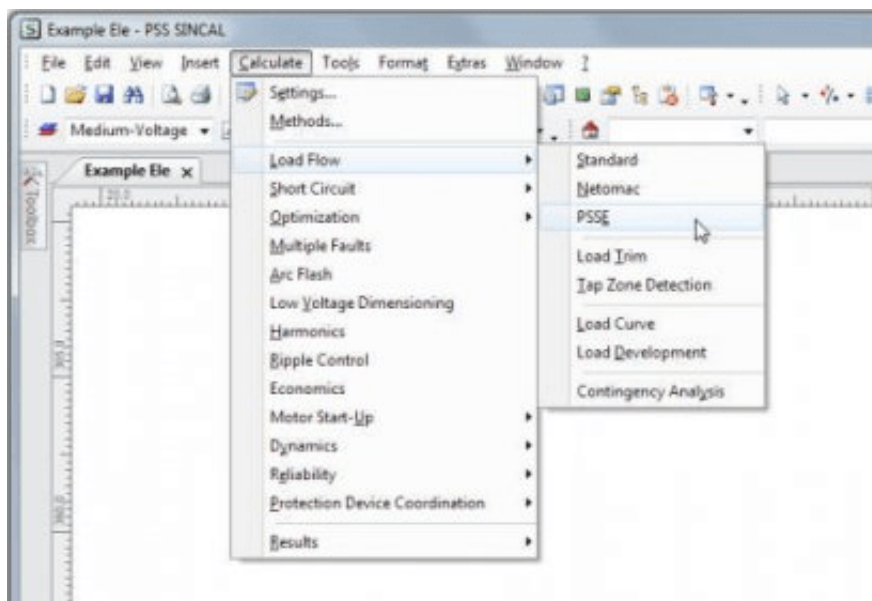 Example Ele - PSS SINCAL
File Edit View Insert Calculate Tools Format Extras Window ?
Medium-Voltage
Example Ele x
Toolbox
Settings...
Methods...
Load Flow
Short Circuit
Optimization
Multiple Faults
Arc Flash
Low Voltage Dimensioning
Harmonics
Ripple Control
Economics
Motor Start-Up
Dynamics
Reliability
Protection Device Coordination
Results
Standard
Netomac
PSSE
Load Trim
Tap Zone Detection
Load Curve
Load Development
Contingency Analysis